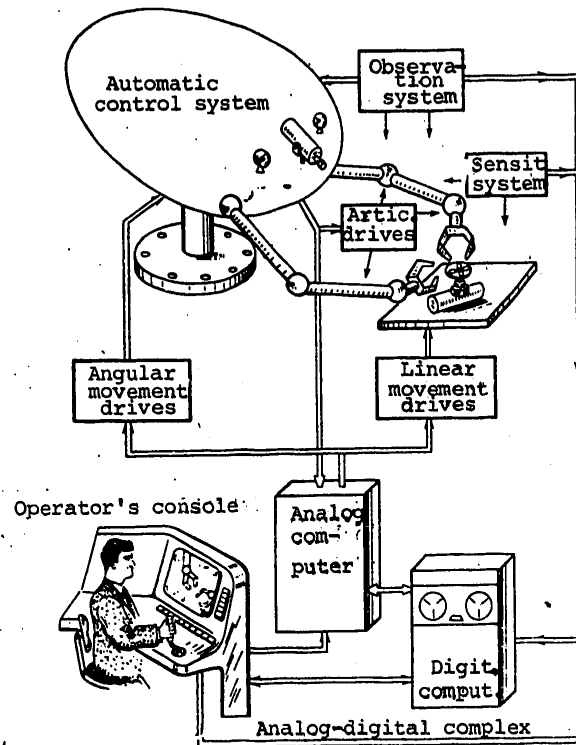 Automatic
control system
Observa-
tion
system
Sensit
system
Artic.
drives
Angular
movement
drives
Linear
movement
drives
Operator's console
Analog
com-
puter
Digit.
comput.
Analog-digital complex